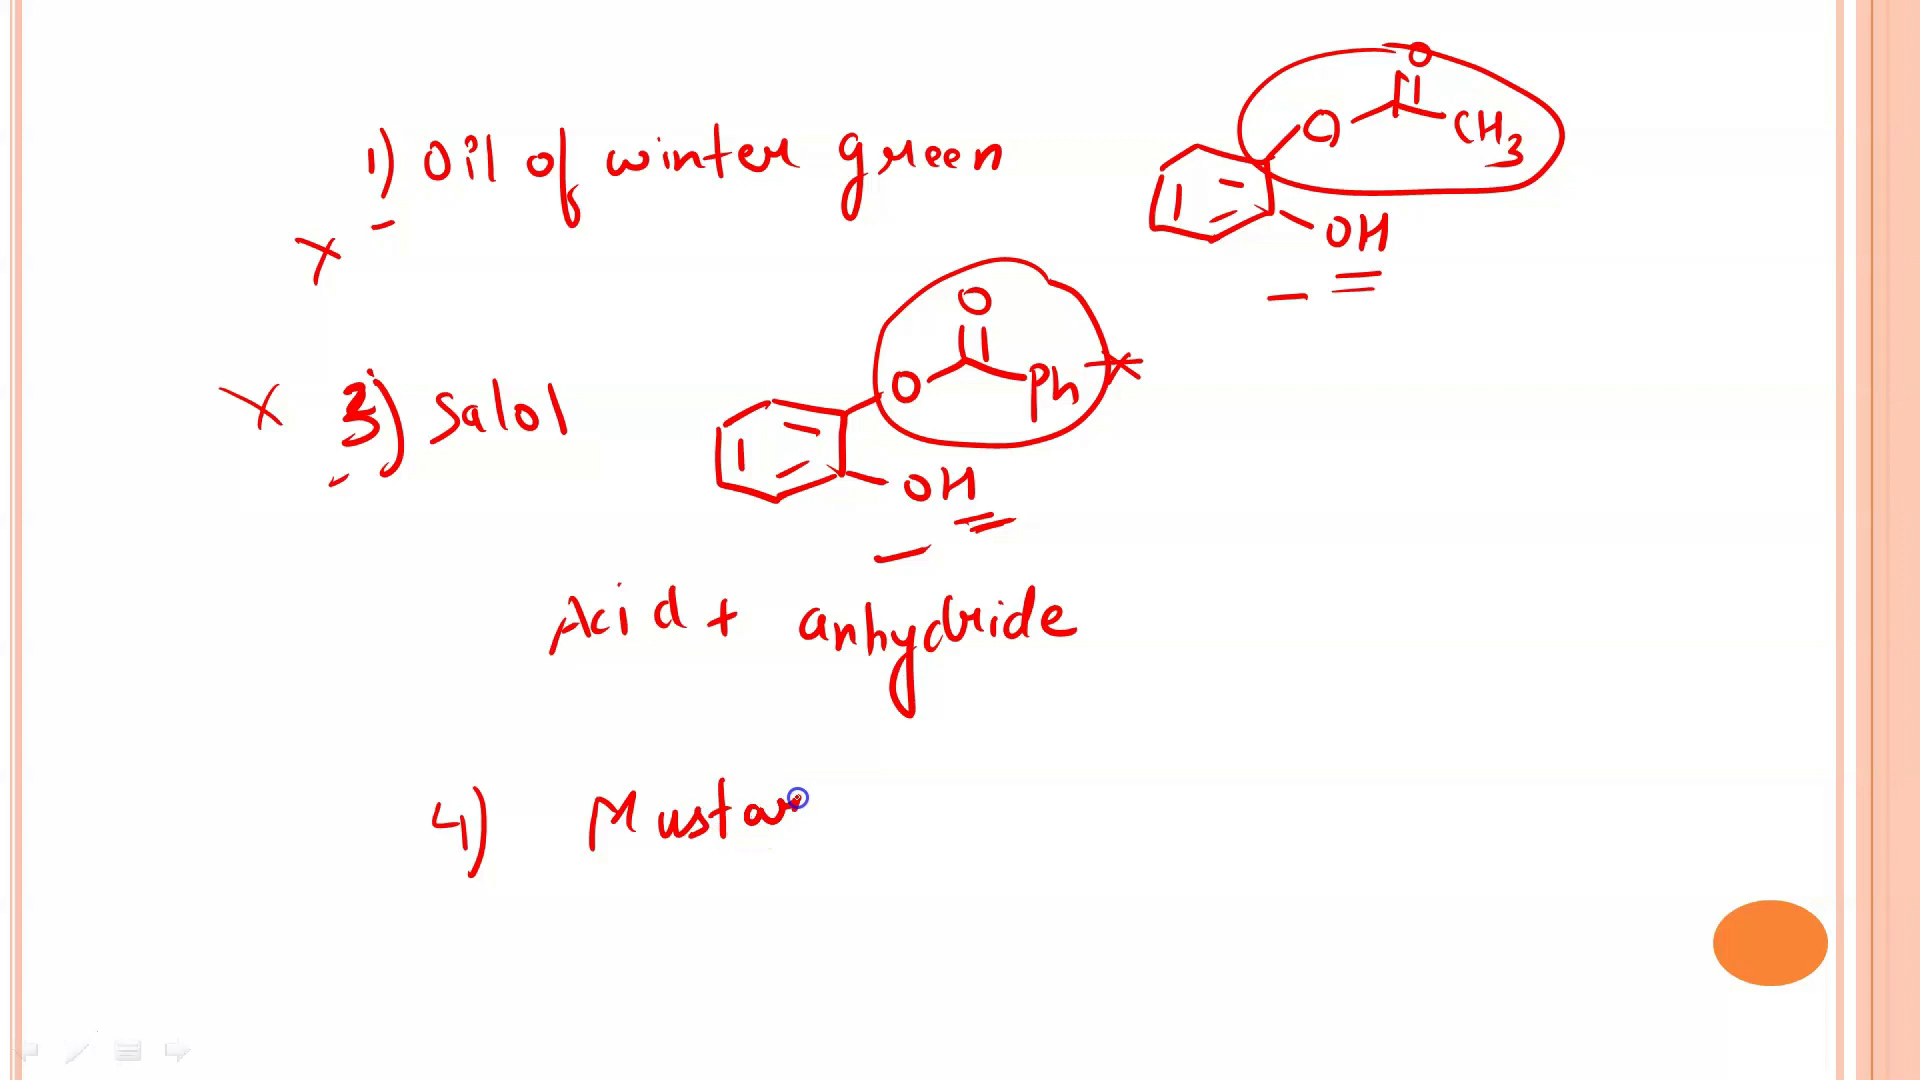 1) Oil of winter green
O
O
CH3
OH
3) Salol
O
O
Ph
OH
Acid + anhydride
4) Mustar